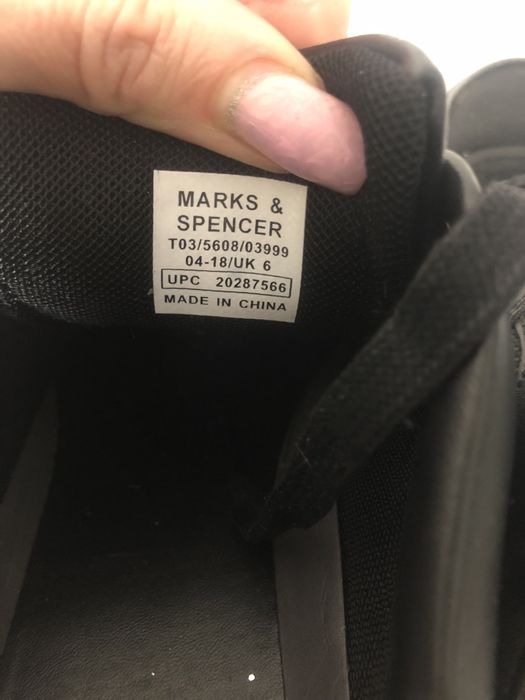 MARKS &
SPENCER
T03/5608/03999
04-18/UK 6
UPC 20287566
MADE IN CHINA